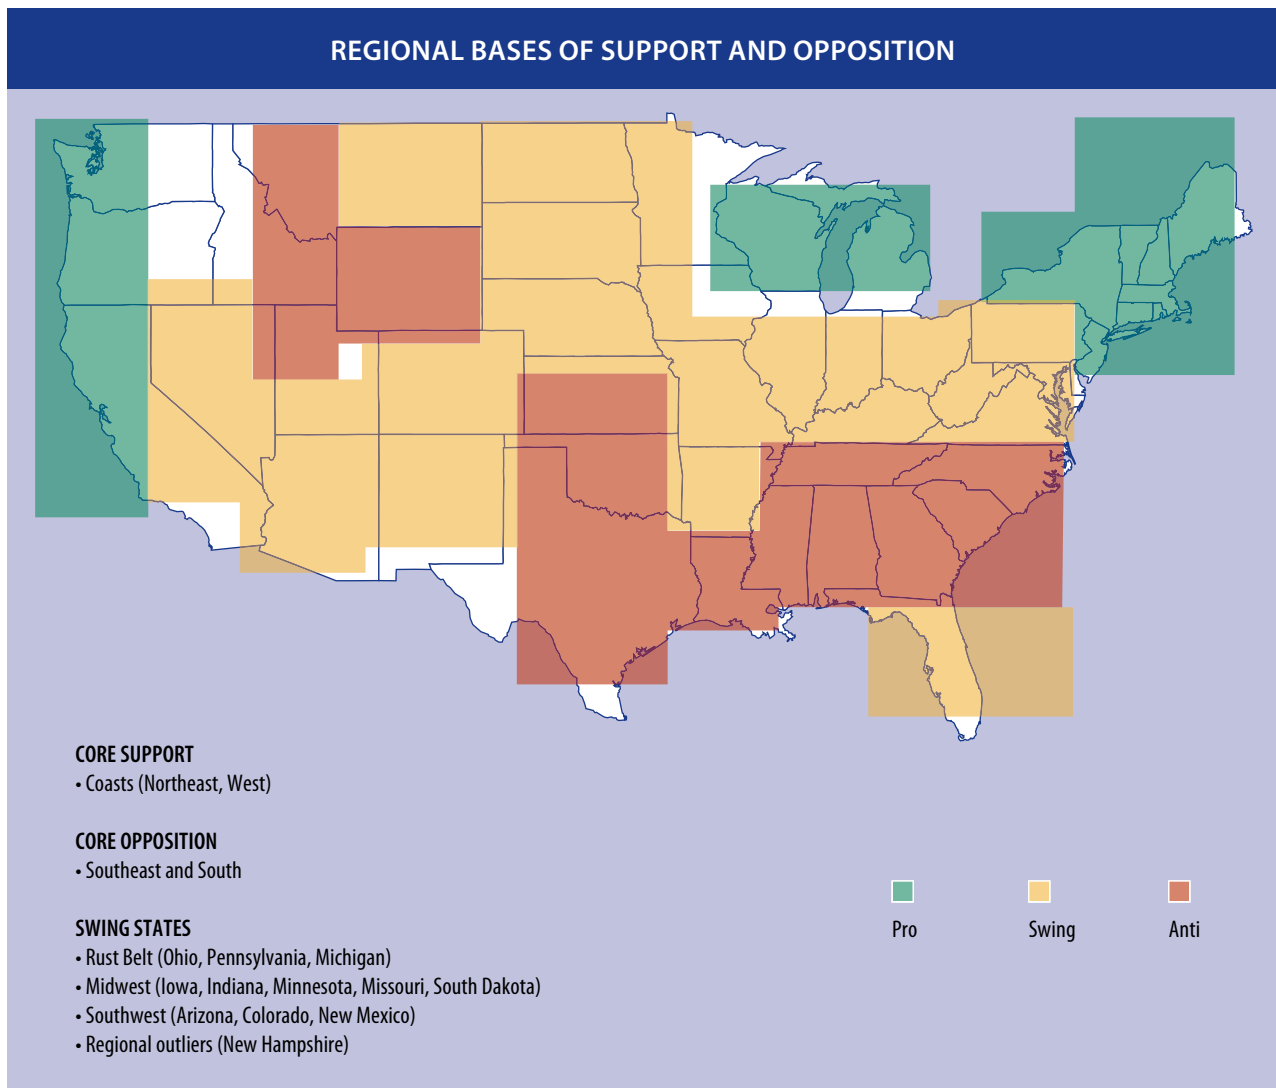 REGIONAL BASES OF SUPPORT AND OPPOSITION
CORE SUPPORT
• Coasts (Northeast, West)
CORE OPPOSITION
• Southeast and South
SWING STATES
• Rust Belt (Ohio, Pennsylvania, Michigan)
• Midwest (Iowa, Indiana, Minnesota, Missouri, South Dakota)
• Southwest (Arizona, Colorado, New Mexico)
• Regional outliers (New Hampshire)
Pro
Swing
Anti